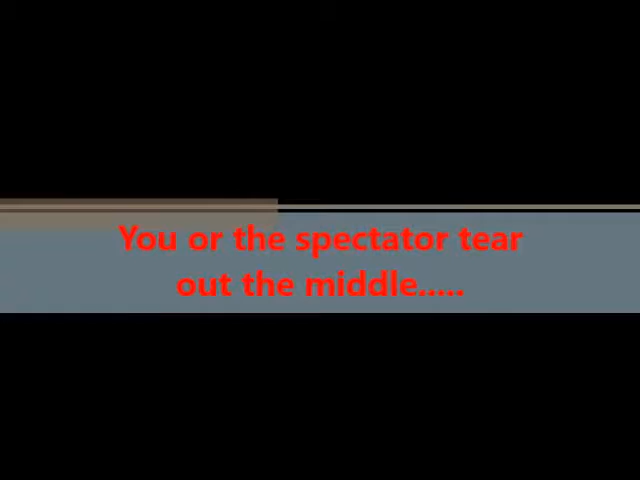 You or the spectator tear
out the middle.....